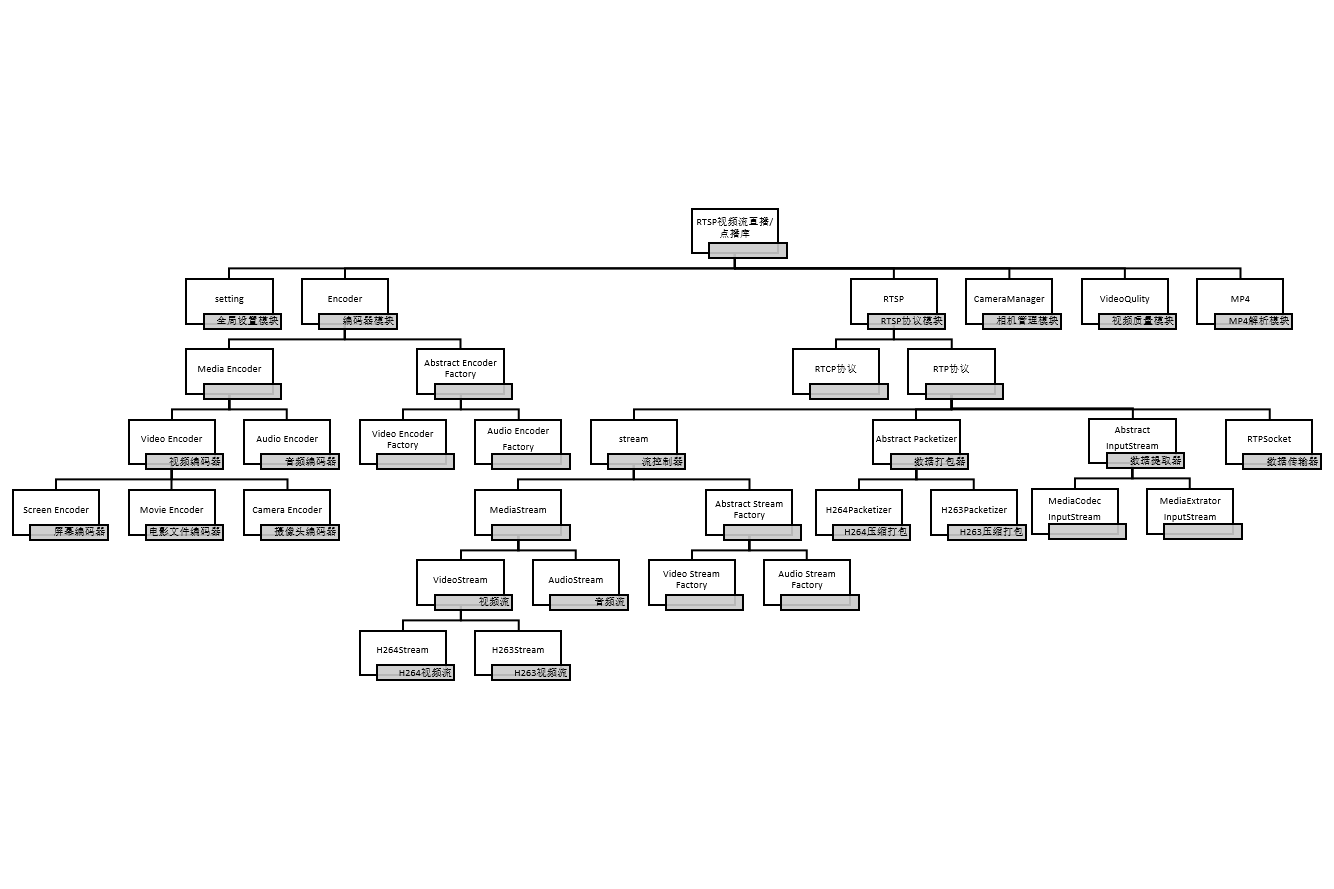 RTSP视频流直播/
点播库
setting
全局设置模块
Encoder
编码器模块
RTSP
RTSP协议模块
CameraManager
相机管理模块
VideoQulity
视频质量模块
MP4
MP4解析模块
Media Encoder
Abstract Encoder
Factory
RTCP协议
RTP协议
Video Encoder
视频编码器
Audio Encoder
音频编码器
Video Encoder
Factory
Audio Encoder
Factory
stream
流控制器
Abstract Packetizer
数据打包器
Abstract
InputStream
数据提取器
RTPSocket
数据传输器
Screen Encoder
屏幕编码器
Movie Encoder
电影文件编码器
Camera Encoder
摄像头编码器
MediaStream
Abstract Stream
Factory
H264Packetizer
H264压缩打包
H263Packetizer
H263压缩打包
MediaCodec
InputStream
MediaExtrator
InputStream
VideoStream
视频流
AudioStream
音频流
Video Stream
Factory
Audio Stream
Factory
H264Stream
H264视频流
H263Stream
H263视频流